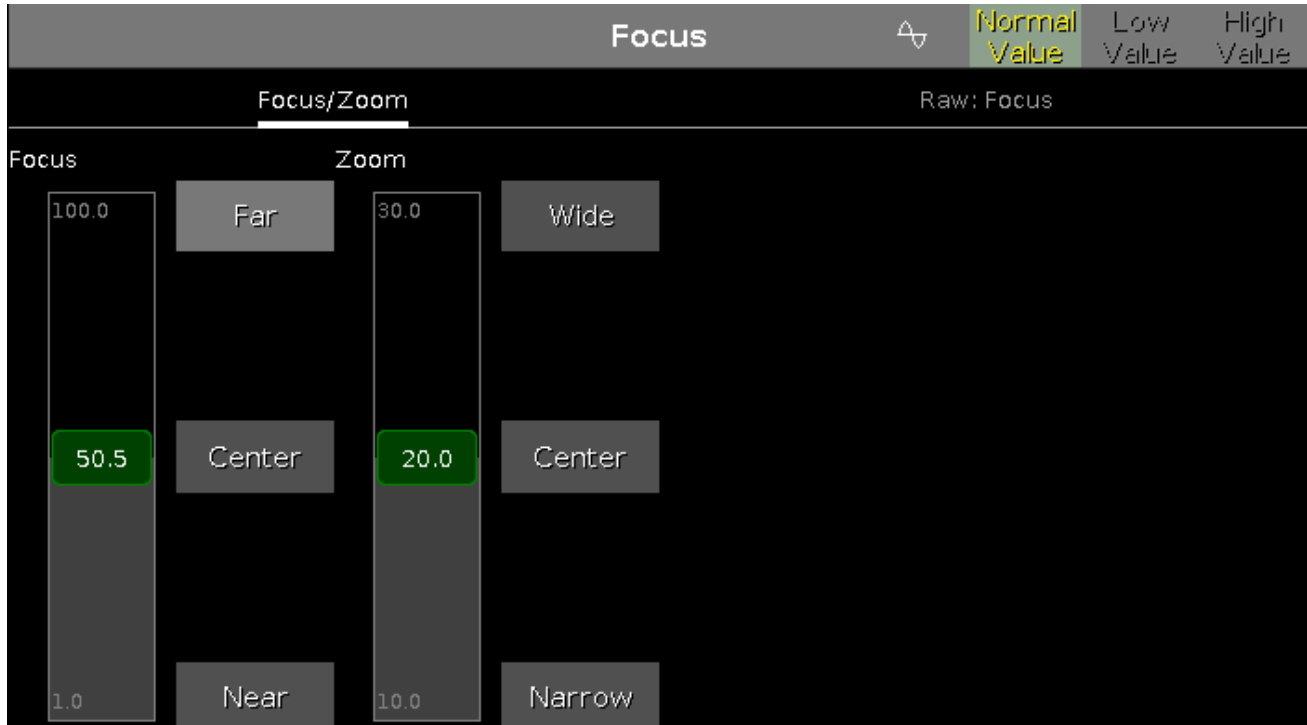 Focus
Normal Value
Low Value
High Value
Focus/Zoom
Raw: Focus
Focus
Zoom
100.0
Far
30.0
Wide
50.5
Center
20.0
Center
1.0
Near
10.0
Narrow